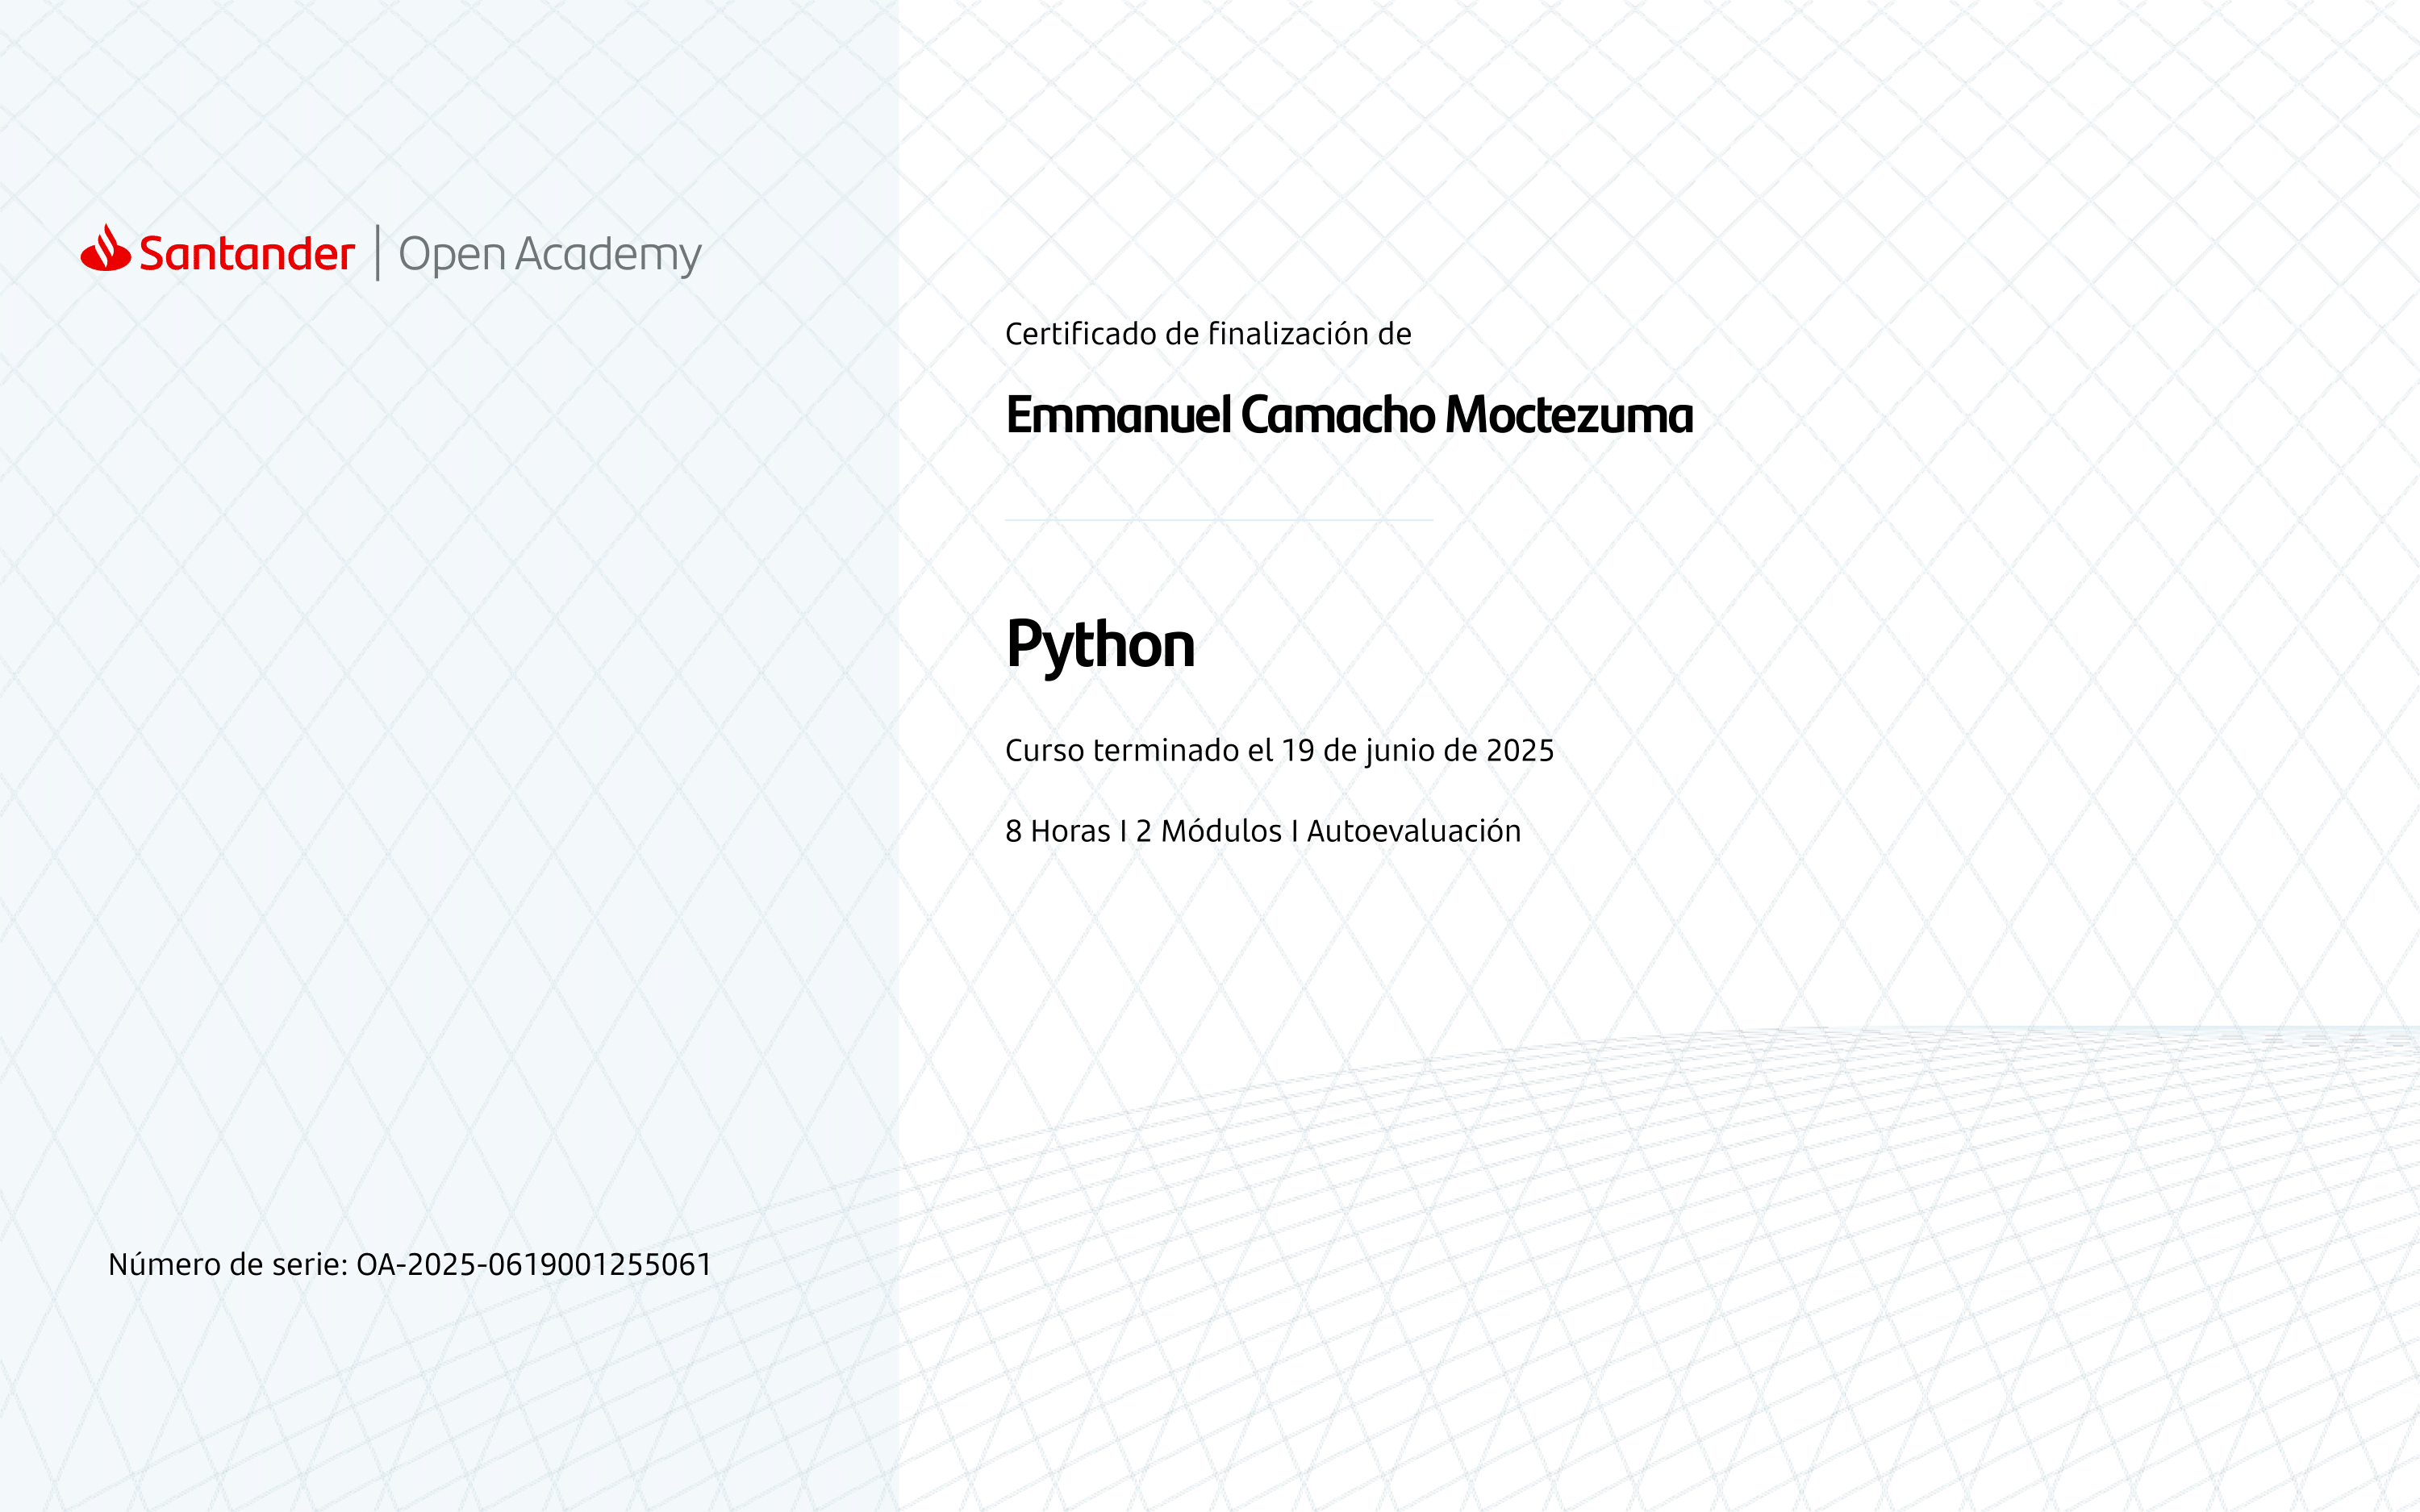 Santander | Open Academy
Certificado de finalización de
Emmanuel Camacho Moctezuma
Python
Curso terminado el 19 de junio de 2025
8 Horas I 2 Módulos I Autoevaluación
Número de serie: OA-2025-0619001255061